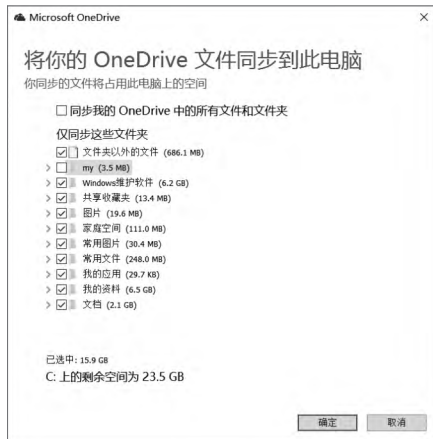 Microsoft OneDrive
将你的 OneDrive 文件同步到此电脑
你同步的文件将占用此电脑上的空间
同步我的 OneDrive 中的所有文件和文件夹
仅同步这些文件夹
文件夹以外的文件 (686.1 MB)
my (3.5 MB)
Windows维护软件 (6.2 GB)
共享收藏夹 (13.4 MB)
图片 (19.6 MB)
家庭空间 (111.0 MB)
常用图片 (30.4 MB)
常用文件 (248.0 MB)
我的应用 (29.7 KB)
我的资料 (6.5 GB)
文档 (2.1 GB)
已选中: 15.9 GB
C: 上的剩余空间为 23.5 GB
确定 取消